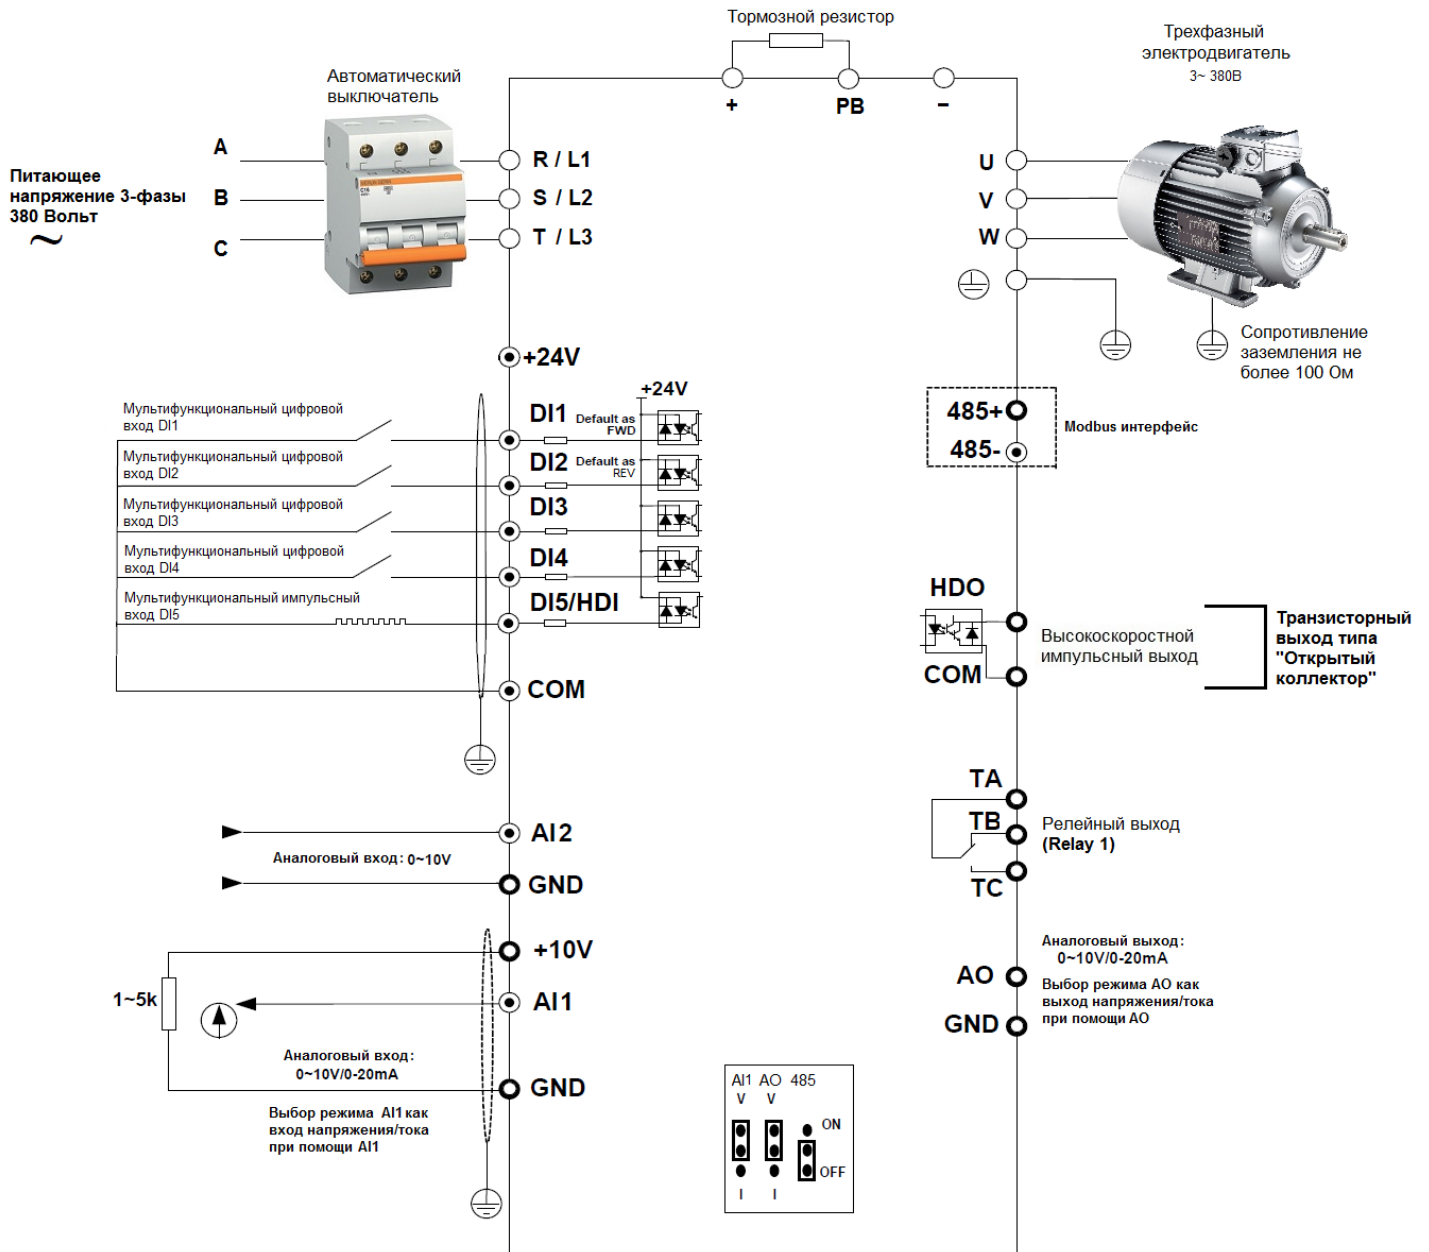 Тормозной резистор
+
PB
−
Трехфазный
электродвигатель
3~ 380В
Автоматический
выключатель
Питающее
напряжение 3-фазы
380 Вольт
~
A
B
C
R / L1
S / L2
T / L3
U
V
W
Сопротивление
заземления не
более 100 Ом
+24V
+24V
Мультифункциональный цифровой
вход DI1
DI1 Default as
FWD
Мультифункциональный цифровой
вход DI2
DI2 Default as
REV
Мультифункциональный цифровой
вход DI3
DI3
Мультифункциональный цифровой
вход DI4
DI4
Мультифункциональный импульсный
вход DI5
DI5/HDI
COM
485+
485-
Modbus интерфейс
HDO
COM
Высокоскоростной
импульсный выход
Транзисторный
выход типа
"Открытый
коллектор"
TA
TB
TC
Релейный выход
(Relay 1)
AI2
Аналоговый вход: 0~10V
GND
+10V
1~5k
AI1
Аналоговый вход:
0~10V/0-20mA
GND
Выбор режима AI1 как
вход напряжения/тока
при помощи AI1
Аналоговый выход:
0~10V/0-20mA
AO
Выбор режима АО как
выход напряжения/тока
при помощи АО
GND
AI1 AO 485
V V
ON
OFF
I I